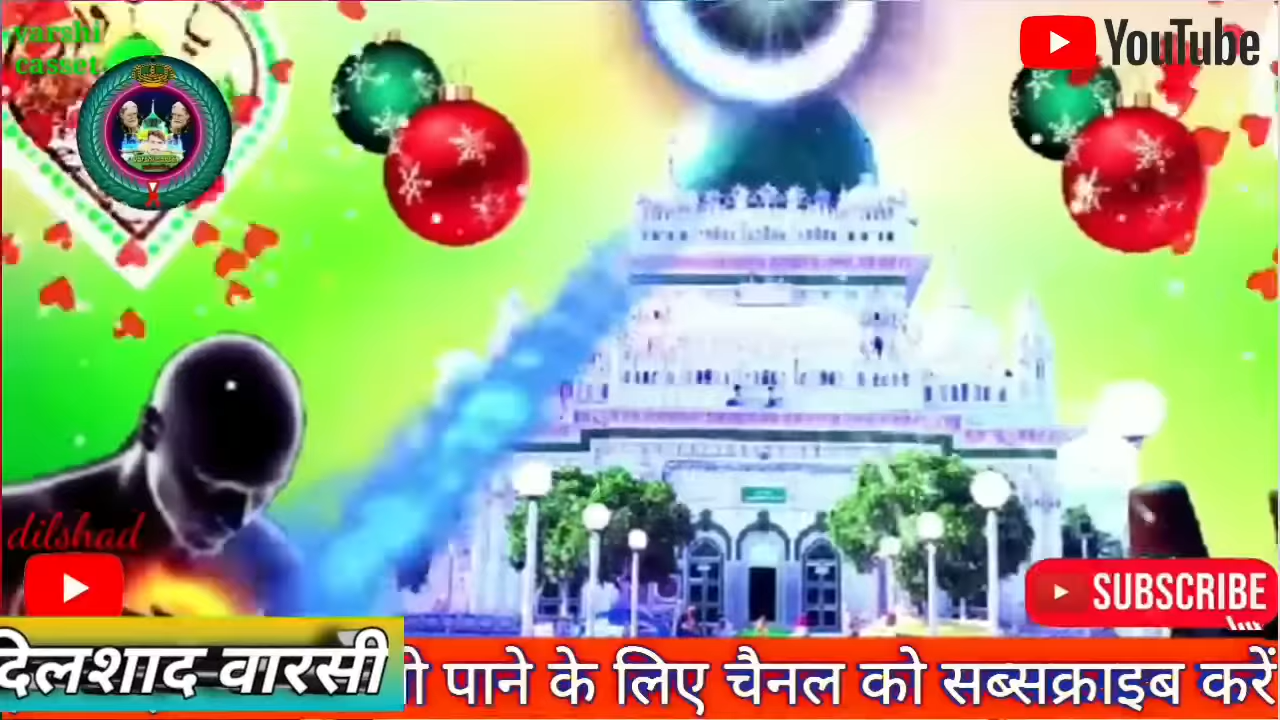 varshi
casset
YouTube
dilshad
SUBSCRIBE
दिलशाद वारसी
पाने के लिए चैनल को सब्सक्राइब करें